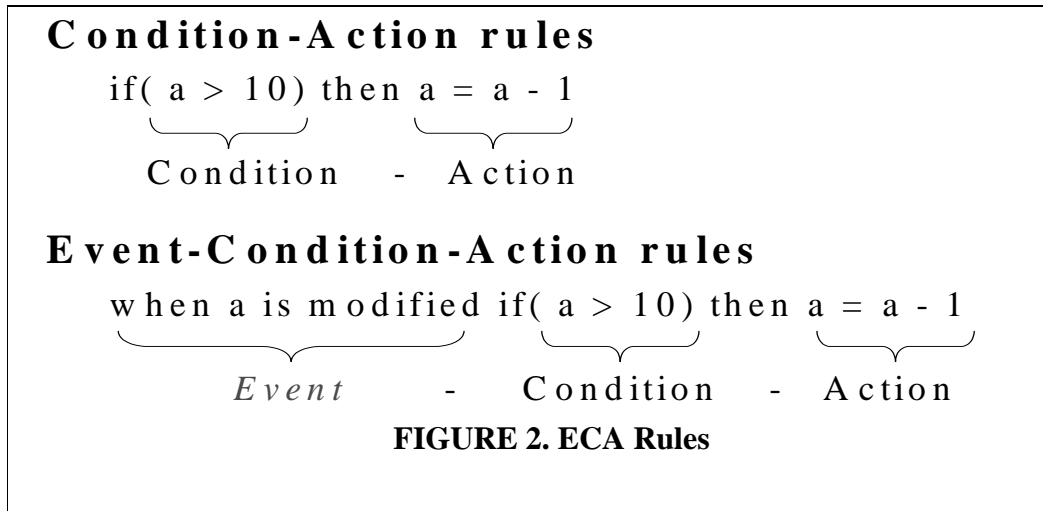 Condition-Action rules
if( a > 10) then a = a - 1
Condition - Action
Event-Condition-Action rules
when a is modified if( a > 10) then a = a - 1
Event - Condition - Action
FIGURE 2. ECA Rules